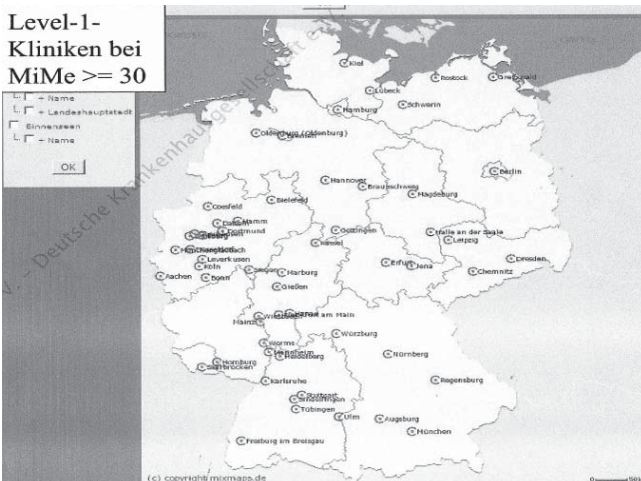 Level-1-
Kliniken bei
MiMe >= 30
+ Name
+ Landeshauptstadt
Binnenseen
+ Name
OK
V. - Deutsche Krankenhausgesellschaft e.V.
Kiel
Rostock
Greifswald
Lübeck
Schwerin
Hamburg
Oldenburg (Oldenburg)
Bremen
Berlin
Hannover
Braunschweig
Magdeburg
Bielefeld
Coesfeld
Hamm
Datteln
Dortmund
Göttingen
Halle an der Saale
Leipzig
Kassel
Mönchengladbach
Leverkusen
Köln
Erfurt
Jena
Dresden
Chemnitz
Aachen
Bonn
Siegen
Marburg
Gießen
Wiesbaden
am Main
Mainz
Würzburg
Worms
Mannheim
Heidelberg
Nürnberg
Homburg
Saarbrücken
Karlsruhe
Regensburg
Stuttgart
Sindelfingen
Tübingen
Ulm
Augsburg
München
Freiburg im Breisgau
(c) copyright mixmaps.de